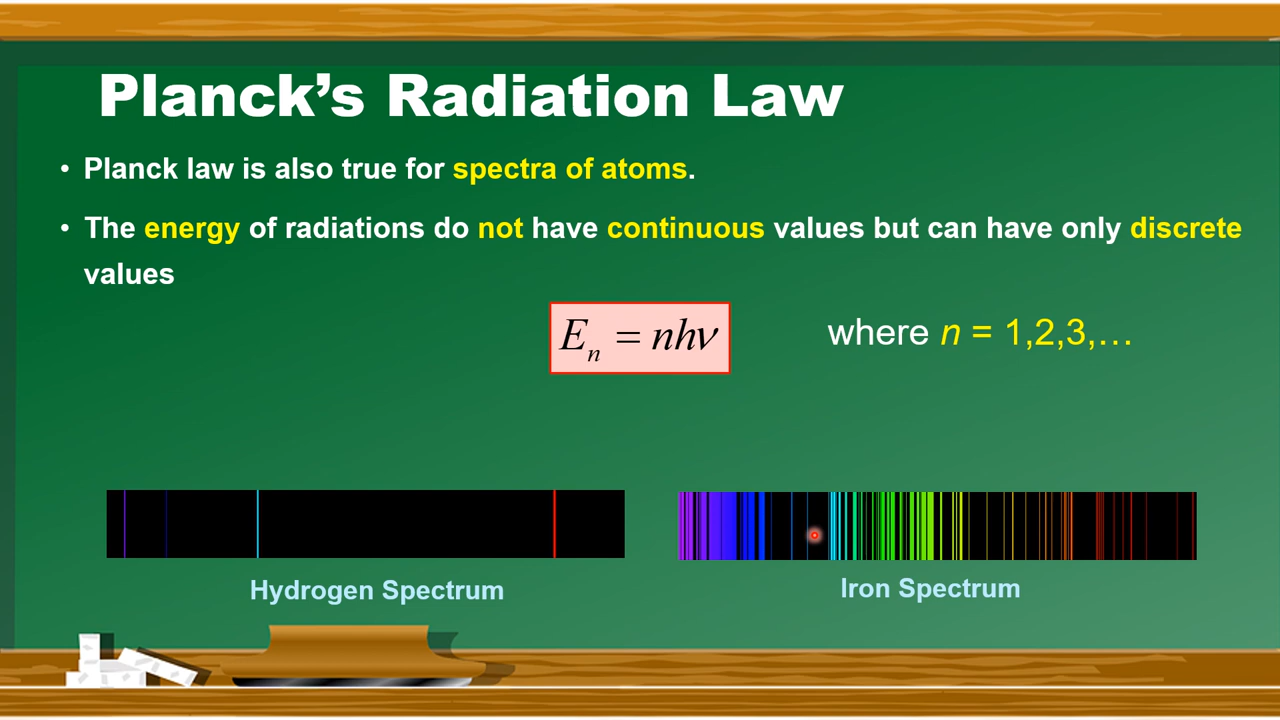 Planck’s Radiation Law
• Planck law is also true for spectra of atoms.
• The energy of radiations do not have continuous values but can have only discrete
values
Eₙ = nhν
where n = 1,2,3,…
Hydrogen Spectrum
Iron Spectrum